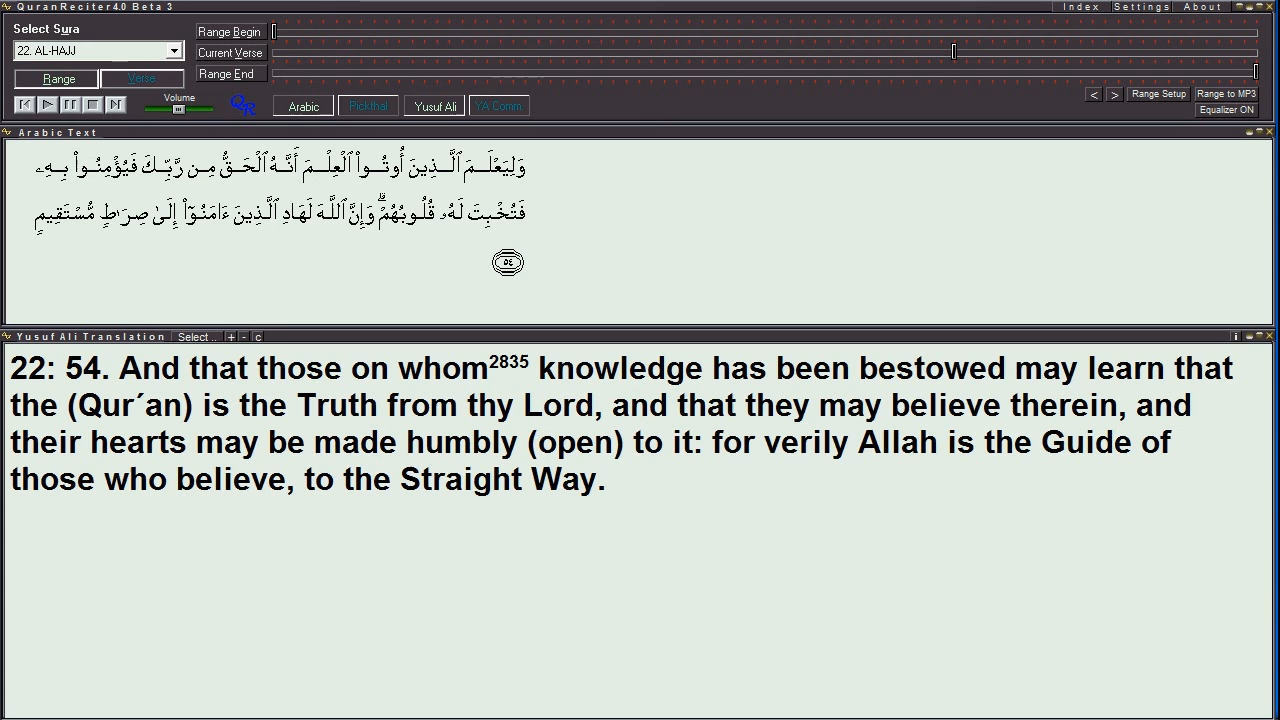 QuranReciter4.0 Beta 3
Index Settings About
Select Sura
22. AL-HAJJ
Range Verse
Volume
Range Begin
Current Verse
Range End
QR
Arabic Pickthal Yusuf Ali YA Comm.
< > Range Setup Range to MP3
Equalizer ON
Arabic Text
وَلِيَعْلَمَ ٱلَّذِينَ أُوتُوا۟ ٱلْعِلْمَ أَنَّهُ ٱلْحَقُّ مِن رَّبِّكَ فَيُؤْمِنُوا۟ بِهِۦ
فَتُخْبِتَ لَهُۥ قُلُوبُهُمْ ۗ وَإِنَّ ٱللَّهَ لَهَادِ ٱلَّذِينَ ءَامَنُوٓا۟ إِلَىٰ صِرَٰطٍ مُّسْتَقِيمٍ
٥٤
Yusuf Ali Translation Select .. + - c i
22: 54. And that those on whom2835 knowledge has been bestowed may learn that
the (Qur´an) is the Truth from thy Lord, and that they may believe therein, and
their hearts may be made humbly (open) to it: for verily Allah is the Guide of
those who believe, to the Straight Way.